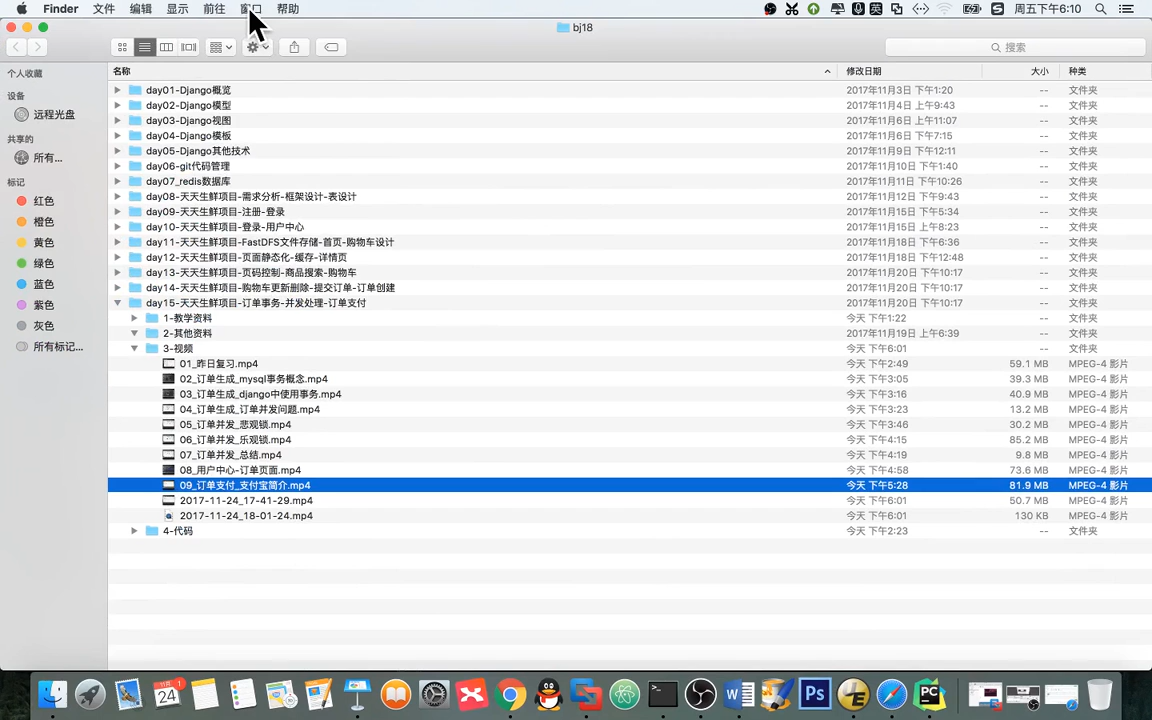 Finder 文件 编辑 显示 前往 窗口 帮助 英 周五下午6:10
bj18
搜索
个人收藏
设备
远程光盘
共享的
所有...
标记
红色
橙色
黄色
绿色
蓝色
紫色
灰色
所有标记...
名称 修改日期 大小 种类
day01-Django概览 2017年11月3日 下午1:20 -- 文件夹
day02-Django模型 2017年11月4日 上午9:43 -- 文件夹
day03-Django视图 2017年11月6日 上午11:07 -- 文件夹
day04-Django模板 2017年11月6日 下午7:15 -- 文件夹
day05-Django其他技术 2017年11月9日 下午12:11 -- 文件夹
day06-git代码管理 2017年11月10日 下午1:40 -- 文件夹
day07_redis数据库 2017年11月11日 下午10:26 -- 文件夹
day08-天天生鲜项目-需求分析-框架设计-表设计 2017年11月12日 下午9:43 -- 文件夹
day09-天天生鲜项目-注册-登录 2017年11月15日 下午5:34 -- 文件夹
day10-天天生鲜项目-登录-用户中心 2017年11月15日 上午8:23 -- 文件夹
day11-天天生鲜项目-FastDFS文件存储-首页-购物车设计 2017年11月18日 下午6:36 -- 文件夹
day12-天天生鲜项目-页面静态化-缓存-详情页 2017年11月18日 下午12:48 -- 文件夹
day13-天天生鲜项目-页码控制-商品搜索-购物车 2017年11月20日 下午10:17 -- 文件夹
day14-天天生鲜项目-购物车更新删除-提交订单-订单创建 2017年11月20日 下午10:17 -- 文件夹
day15-天天生鲜项目-订单事务-并发处理-订单支付 2017年11月20日 下午10:17 -- 文件夹
1-教学资料 今天 下午1:22 -- 文件夹
2-其他资料 2017年11月19日 上午6:39 -- 文件夹
3-视频 今天 下午6:01 -- 文件夹
01_昨日复习.mp4 今天 下午2:49 59.1 MB MPEG-4 影片
02_订单生成_mysql事务概念.mp4 今天 下午3:05 39.3 MB MPEG-4 影片
03_订单生成_django中使用事务.mp4 今天 下午3:16 40.9 MB MPEG-4 影片
04_订单生成_订单并发问题.mp4 今天 下午3:23 13.2 MB MPEG-4 影片
05_订单并发_悲观锁.mp4 今天 下午3:46 30.2 MB MPEG-4 影片
06_订单并发_乐观锁.mp4 今天 下午4:15 85.2 MB MPEG-4 影片
07_订单并发_总结.mp4 今天 下午4:19 9.8 MB MPEG-4 影片
08_用户中心-订单页面.mp4 今天 下午4:58 73.6 MB MPEG-4 影片
09_订单支付_支付宝简介.mp4 今天 下午5:28 81.9 MB MPEG-4 影片
2017-11-24_17-41-29.mp4 今天 下午6:01 50.7 MB MPEG-4 影片
2017-11-24_18-01-24.mp4 今天 下午6:01 130 KB MPEG-4 影片
4-代码 今天 下午2:23 -- 文件夹
24 1 Ps PC